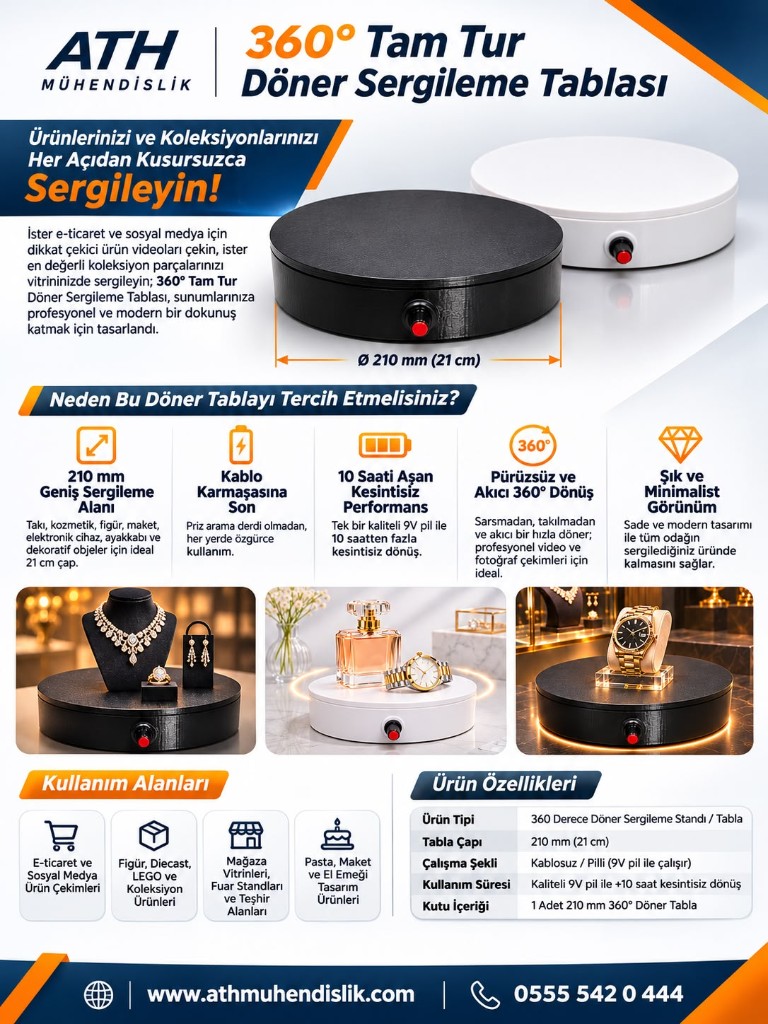 ATH
MÜHENDİSLİK
360° Tam Tur
Döner Sergileme Tablası
Ürünlerinizi ve Koleksiyonlarınızı
Her Açıdan Kusursuzca
Sergileyin!
İster e-ticaret ve sosyal medya için
dikkat çekici ürün videoları çekin, ister
en değerli koleksiyon parçalarınızı
vitrininizde sergileyin; 360° Tam Tur
Döner Sergileme Tablası, sunumlarınıza
profesyonel ve modern bir dokunuş
katmak için tasarlandı.
Ø 210 mm (21 cm)
Neden Bu Döner Tablayı Tercih Etmelisiniz?
210 mm
Geniş Sergileme
Alanı
Takı, kozmetik, figür, maket,
elektronik cihaz, ayakkabı ve
dekoratif objeler için ideal
21 cm çap.
Kablo
Karmaşasına
Son
Priz arama derdi olmadan,
her yerde özgürce
kullanım.
10 Saati Aşan
Kesintisiz
Performans
Tek bir kaliteli 9V pil ile
10 saatten fazla
kesintisiz dönüş.
360°
Pürüzsüz ve
Akıcı 360° Dönüş
Sarsmadan, takılmadan
ve akıcı bir hızla döner;
profesyonel video ve
fotoğraf çekimleri için
ideal.
Şık ve
Minimalist
Görünüm
Sade ve modern tasarımı
ile tüm odağın
sergilediğiniz üründe
kalmasını sağlar.
Kullanım Alanları
E-ticaret ve
Sosyal Medya
Ürün Çekimleri
Figür, Diecast,
LEGO ve
Koleksiyon
Ürünleri
Mağaza
Vitrinleri,
Fuar Standları
ve Teşhir
Alanları
Pasta, Maket
ve El Emeği
Tasarım
Ürünleri
Ürün Özellikleri
Ürün Tipi 360 Derece Döner Sergileme Standı / Tabla
Tabla Çapı 210 mm (21 cm)
Çalışma Şekli Kablosuz / Pilli (9V pil ile çalışır)
Kullanım Süresi Kaliteli 9V pil ile +10 saat kesintisiz dönüş
Kutu İçeriği 1 Adet 210 mm 360° Döner Tabla
www.athmuhendislik.com
0555 542 0 444